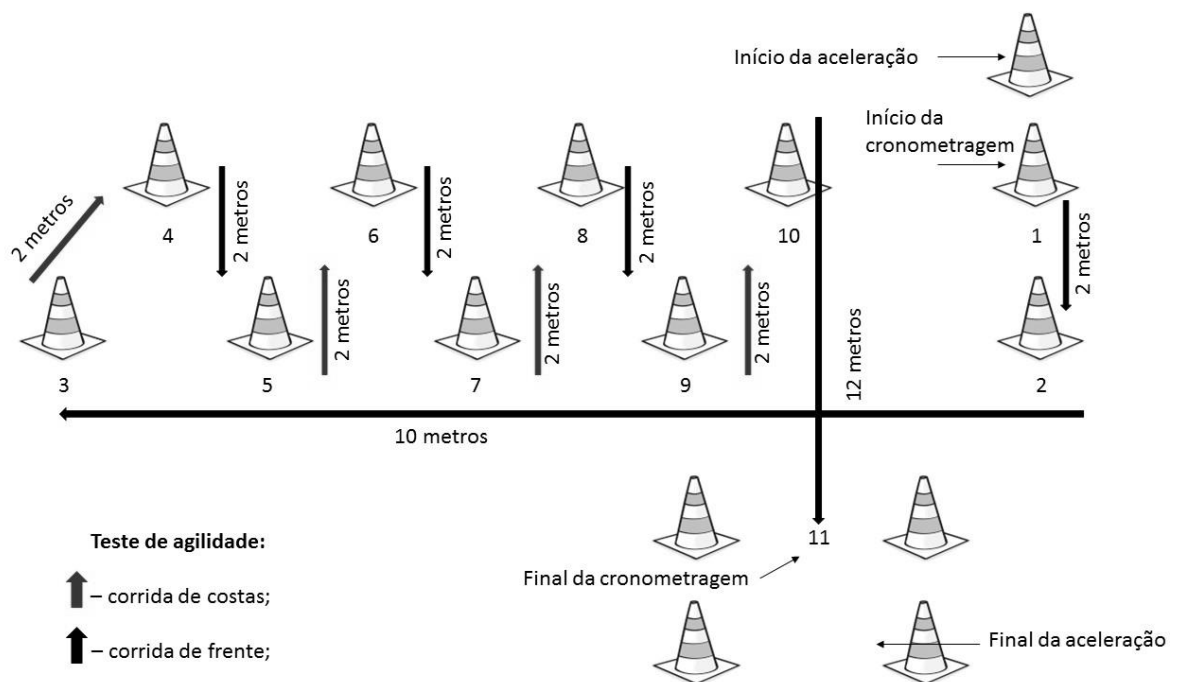 Início da aceleração
Início da
cronometragem
2 metros
4
2 metros
6
2 metros
8
2 metros
10
1
2 metros
3
5
2 metros
7
2 metros
9
2 metros
12 metros
2
10 metros
Teste de agilidade:
– corrida de costas;
– corrida de frente;
11
Final da cronometragem
Final da aceleração